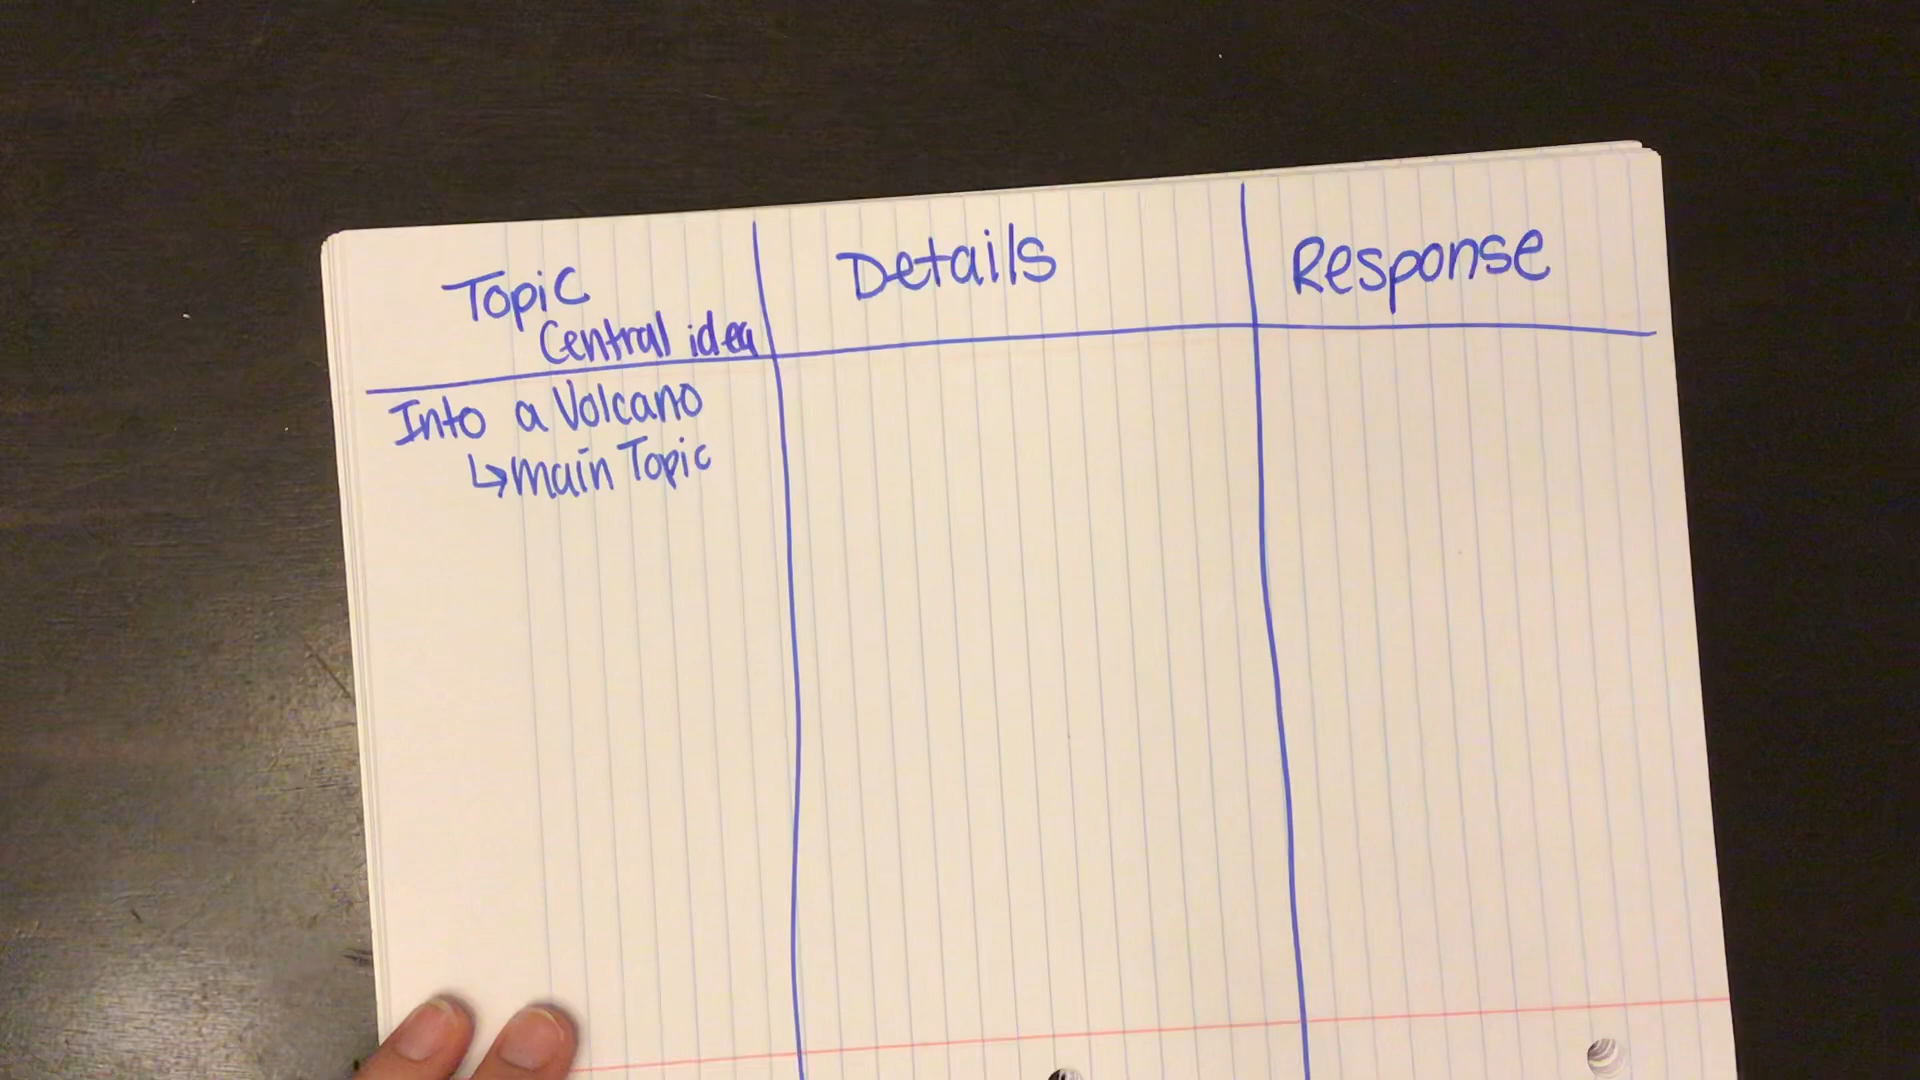 Topic
Central idea
Details
Response
Into a Volcano
↳ main Topic